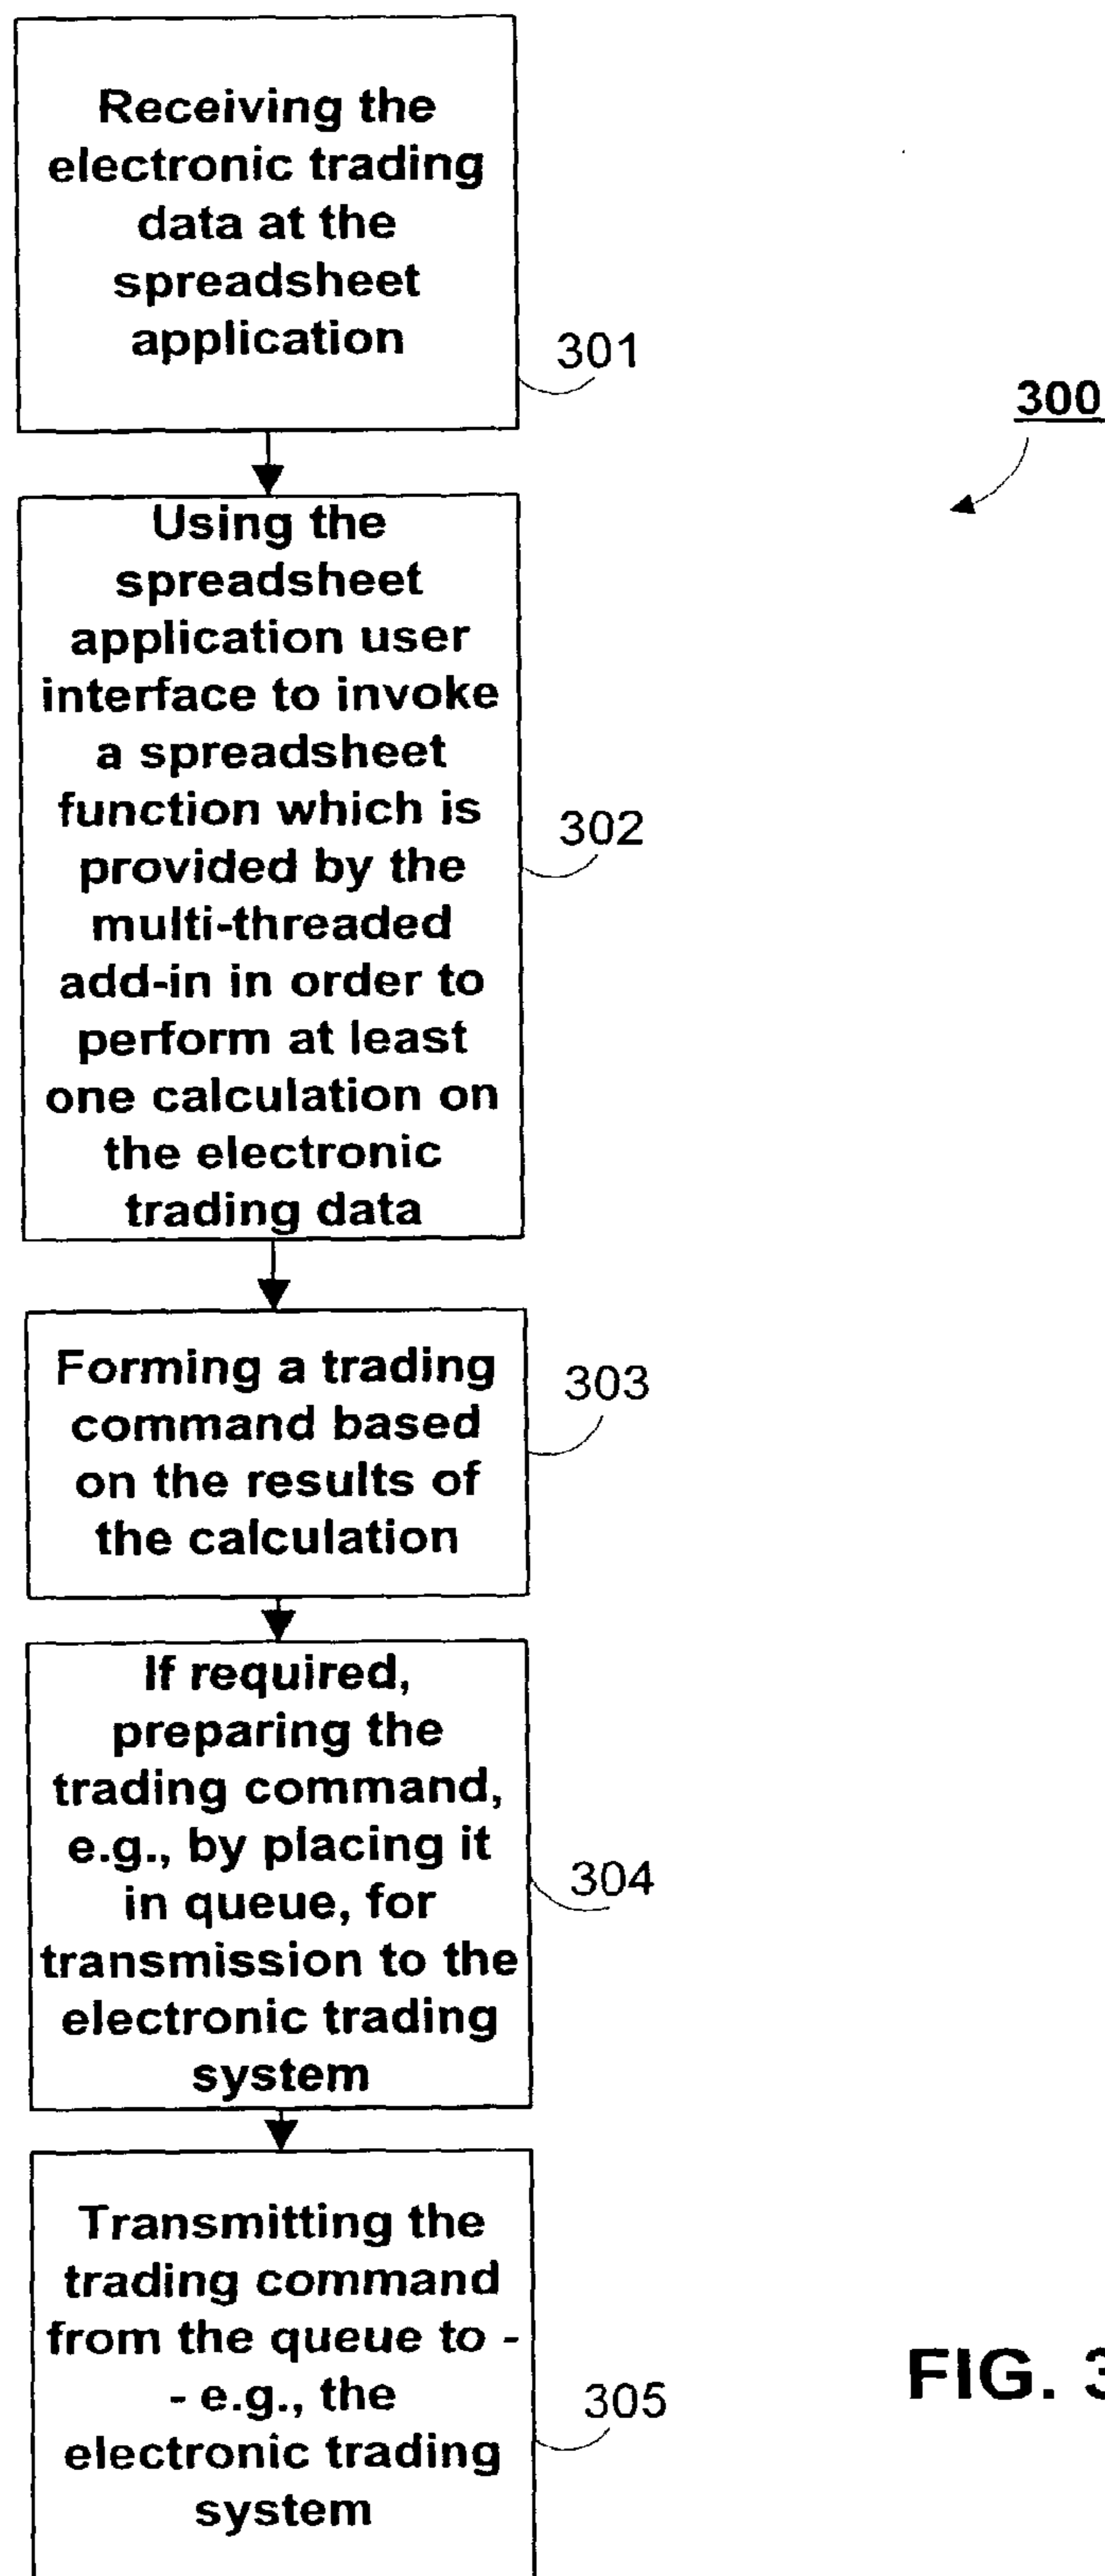 Receiving the
electronic trading
data at the
spreadsheet
application
301
300
Using the
spreadsheet
application user
interface to invoke
a spreadsheet
function which is
provided by the
multi-threaded
add-in in order to
perform at least
one calculation on
the electronic
trading data
302
Forming a trading
command based
on the results of
the calculation
303
If required,
preparing the
trading command,
e.g., by placing it
in queue, for
transmission to the
electronic trading
system
304
Transmitting the
trading command
from the queue to -
- e.g., the
electronic trading
system
305
FIG. 3